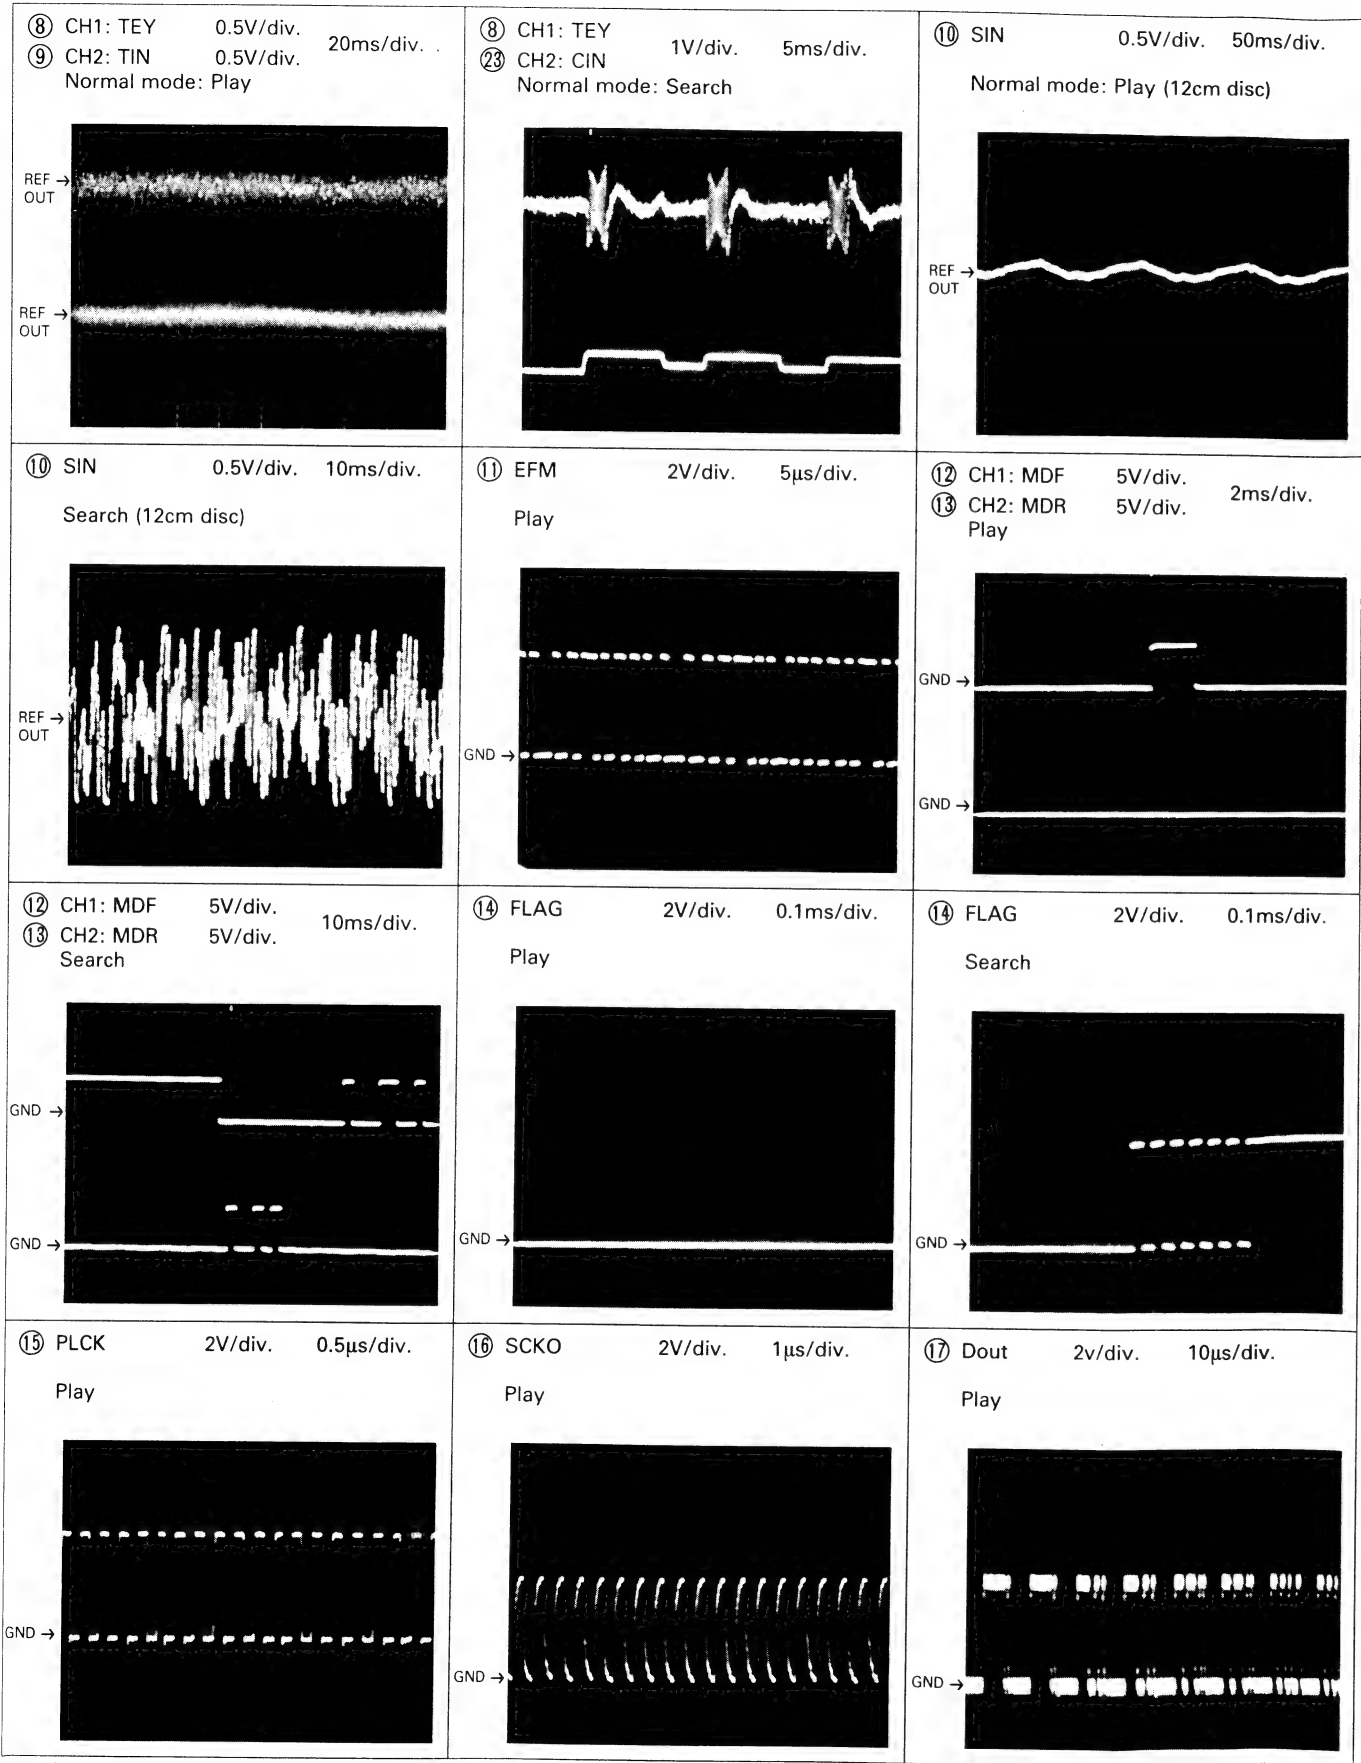 ⑧ CH1: TEY 0.5V/div. 20ms/div.
⑨ CH2: TIN 0.5V/div.
Normal mode: Play
REF → OUT
REF → OUT
⑧ CH1: TEY 1V/div. 5ms/div.
㉓ CH2: CIN
Normal mode: Search
⑩ SIN 0.5V/div. 50ms/div.
Normal mode: Play (12cm disc)
REF → OUT
⑩ SIN 0.5V/div. 10ms/div.
Search (12cm disc)
REF → OUT
⑪ EFM 2V/div. 5µs/div.
Play
GND →
⑫ CH1: MDF 5V/div. 2ms/div.
⑬ CH2: MDR 5V/div.
Play
GND →
GND →
⑫ CH1: MDF 5V/div. 10ms/div.
⑬ CH2: MDR 5V/div.
Search
GND →
GND →
⑭ FLAG 2V/div. 0.1ms/div.
Play
GND →
⑭ FLAG 2V/div. 0.1ms/div.
Search
GND →
⑮ PLCK 2V/div. 0.5µs/div.
Play
GND →
⑯ SCKO 2V/div. 1µs/div.
Play
GND →
⑰ Dout 2v/div. 10µs/div.
Play
GND →